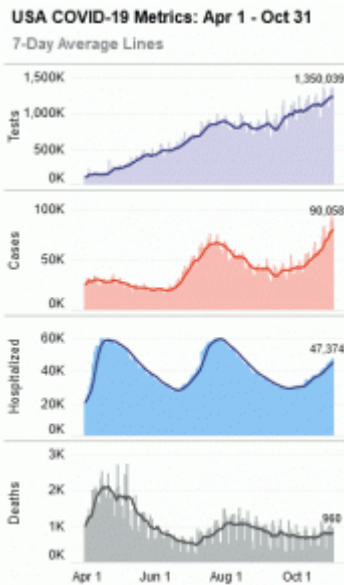 USA COVID-19 Metrics: Apr 1 - Oct 31
7-Day Average Lines
1,500K
1,350,039
1,000K
Tests
500K
0K
100K
90,058
Cases
50K
0K
60K
47,374
Hospitalized
40K
20K
0K
3K
2K
Deaths
960
1K
0K
Apr 1 Jun 1 Aug 1 Oct 1